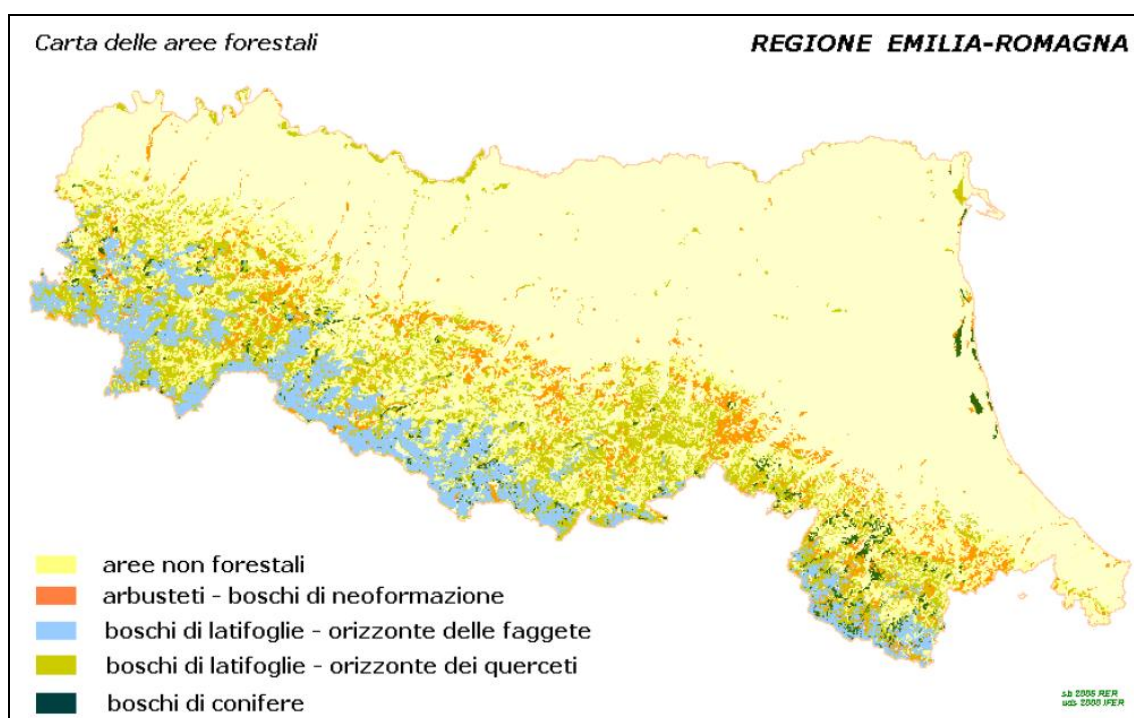 Carta delle aree forestali
REGIONE EMILIA-ROMAGNA
aree non forestali
arbusteti - boschi di neoformazione
boschi di latifoglie - orizzonte delle faggete
boschi di latifoglie - orizzonte dei querceti
boschi di conifere
RER